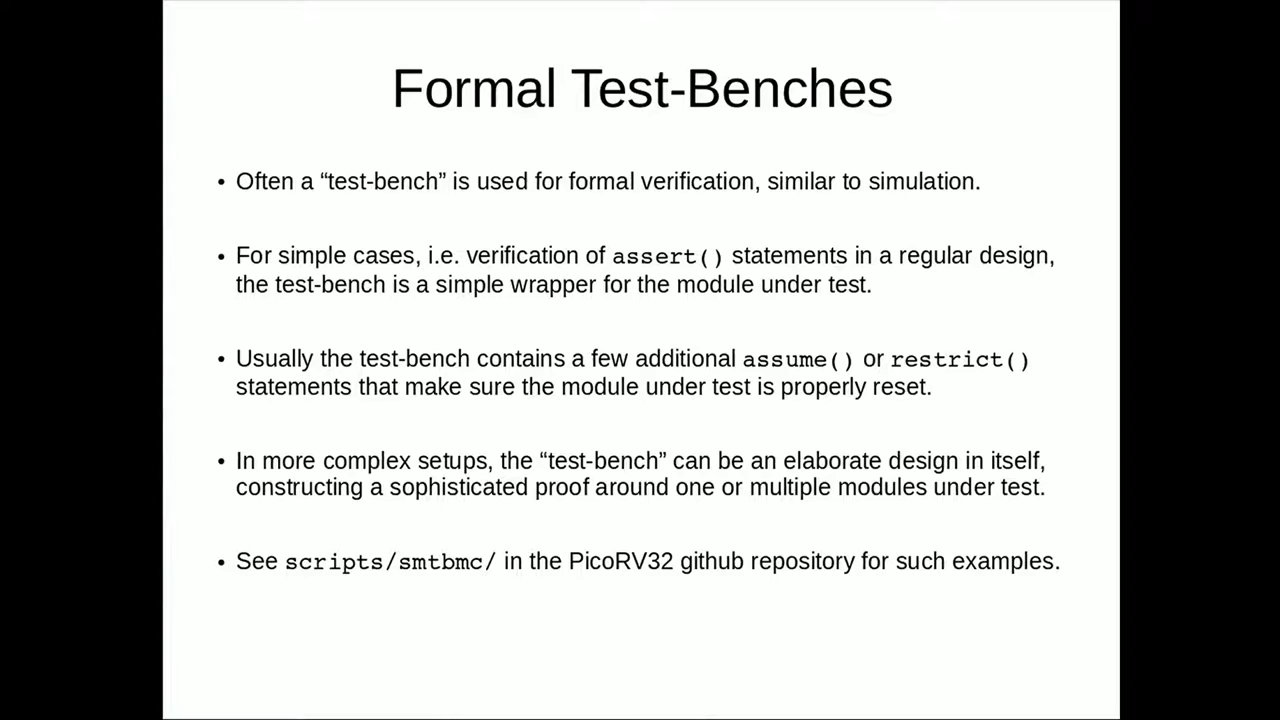 Formal Test-Benches
• Often a “test-bench” is used for formal verification, similar to simulation.
• For simple cases, i.e. verification of assert() statements in a regular design,
the test-bench is a simple wrapper for the module under test.
• Usually the test-bench contains a few additional assume() or restrict()
statements that make sure the module under test is properly reset.
• In more complex setups, the “test-bench” can be an elaborate design in itself,
constructing a sophisticated proof around one or multiple modules under test.
• See scripts/smtbmc/ in the PicoRV32 github repository for such examples.